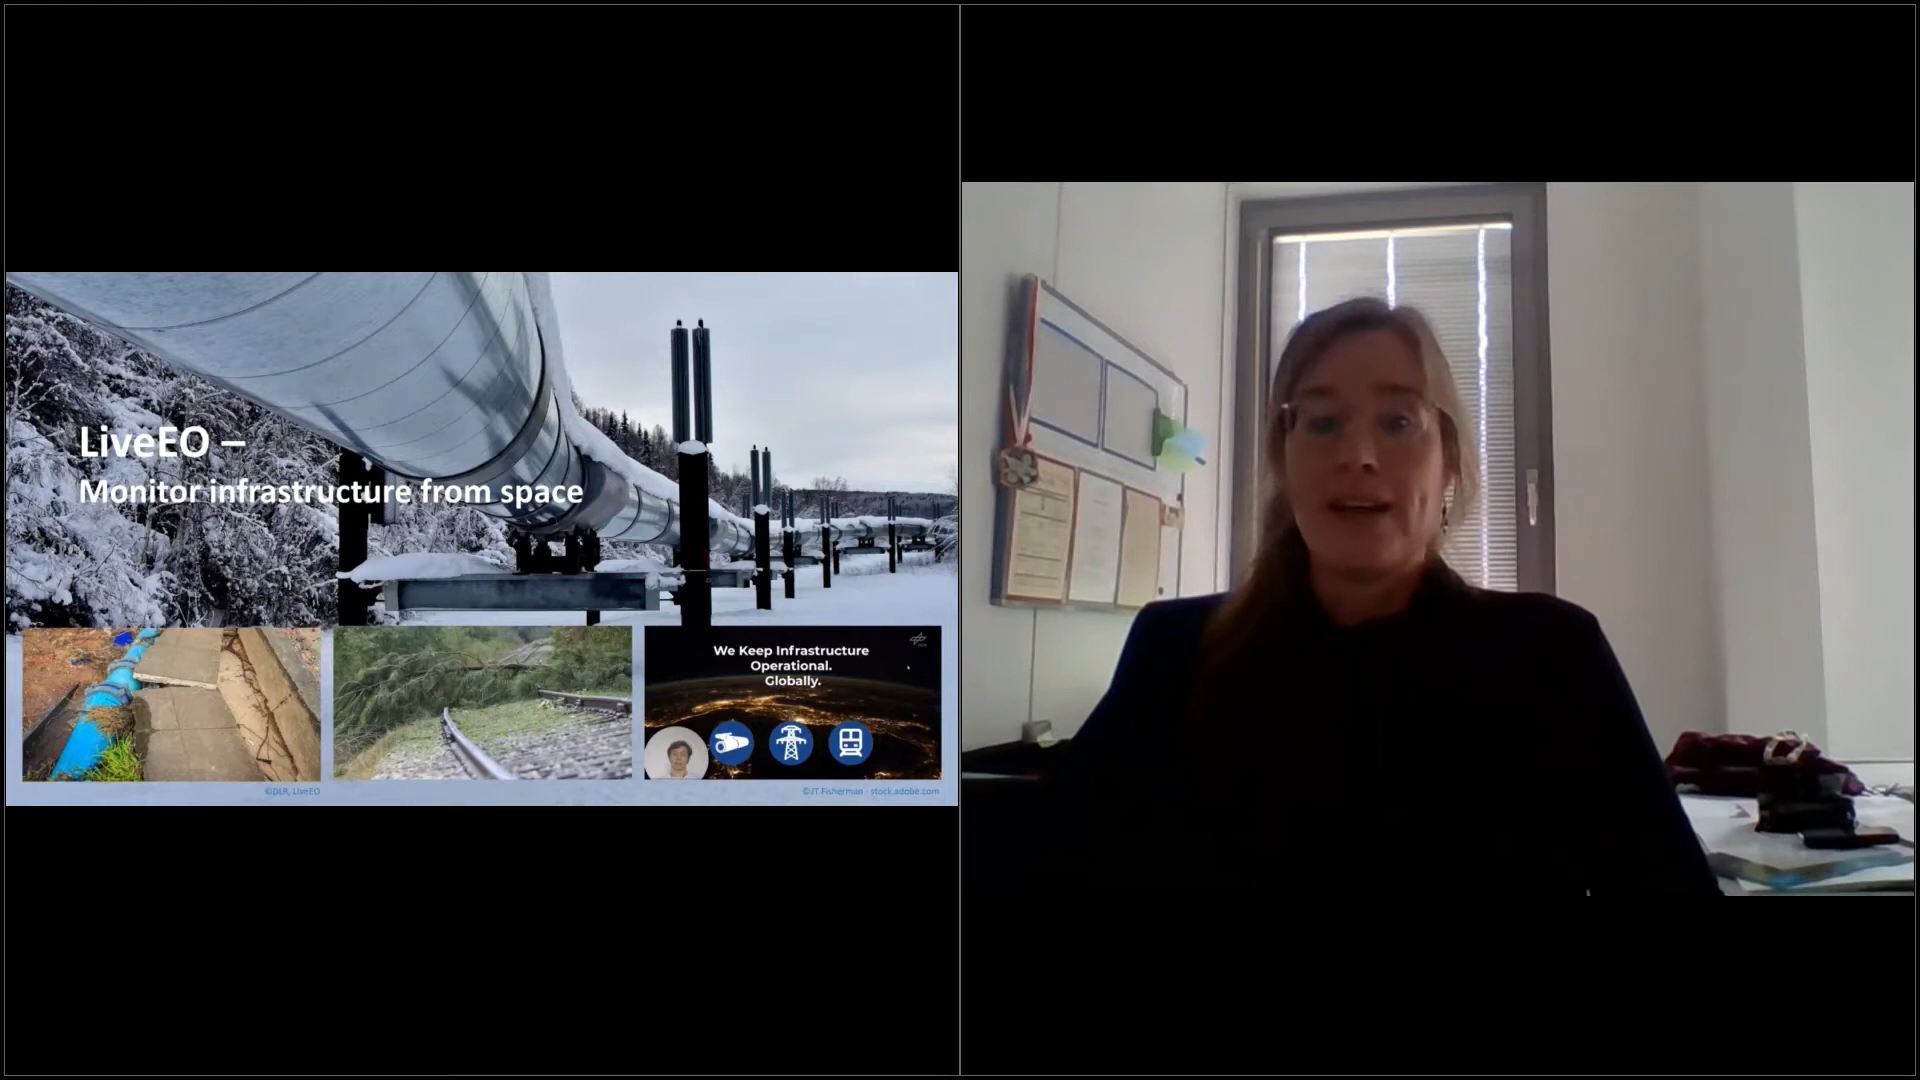 LiveEO –
Monitor infrastructure from space
We Keep Infrastructure
Operational.
Globally.
©DLR, LiveEO
©JT Fisherman - stock.adobe.com